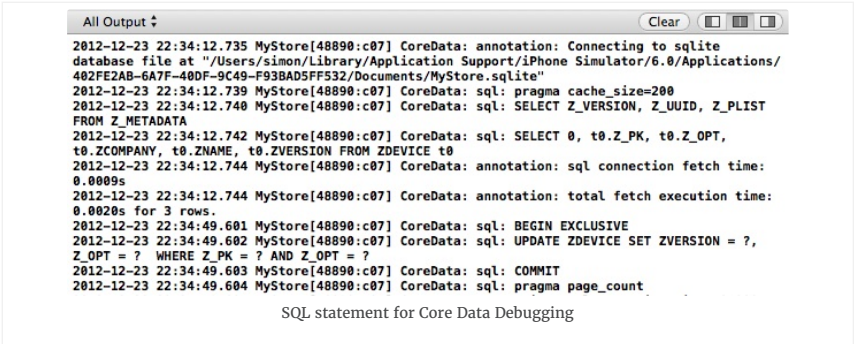 All Output
Clear
2012-12-23 22:34:12.735 MyStore[48890:c07] CoreData: annotation: Connecting to sqlite
database file at "/Users/simon/Library/Application Support/iPhone Simulator/6.0/Applications/
402FE2AB-6A7F-40DF-9C49-F93BAD5FF532/Documents/MyStore.sqlite"
2012-12-23 22:34:12.739 MyStore[48890:c07] CoreData: sql: pragma cache_size=200
2012-12-23 22:34:12.740 MyStore[48890:c07] CoreData: sql: SELECT Z_VERSION, Z_UUID, Z_PLIST
FROM Z_METADATA
2012-12-23 22:34:12.742 MyStore[48890:c07] CoreData: sql: SELECT 0, t0.Z_PK, t0.Z_OPT,
t0.ZCOMPANY, t0.ZNAME, t0.ZVERSION FROM ZDEVICE t0
2012-12-23 22:34:12.744 MyStore[48890:c07] CoreData: annotation: sql connection fetch time:
0.0009s
2012-12-23 22:34:12.744 MyStore[48890:c07] CoreData: annotation: total fetch execution time:
0.0020s for 3 rows.
2012-12-23 22:34:49.601 MyStore[48890:c07] CoreData: sql: BEGIN EXCLUSIVE
2012-12-23 22:34:49.602 MyStore[48890:c07] CoreData: sql: UPDATE ZDEVICE SET ZVERSION = ?,
Z_OPT = ?  WHERE Z_PK = ? AND Z_OPT = ?
2012-12-23 22:34:49.603 MyStore[48890:c07] CoreData: sql: COMMIT
2012-12-23 22:34:49.604 MyStore[48890:c07] CoreData: sql: pragma page_count
SQL statement for Core Data Debugging